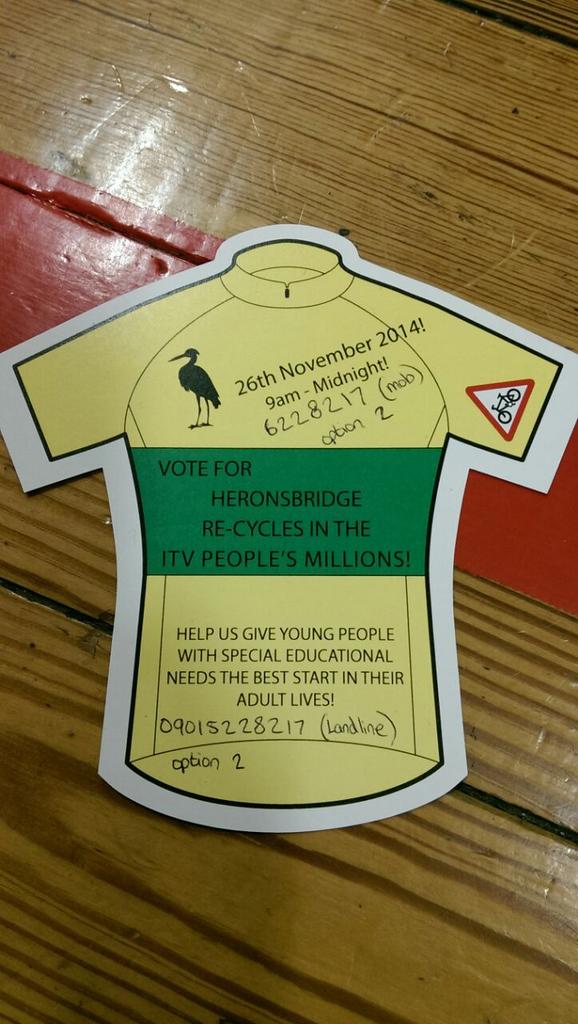 26th November 2014!
9am - Midnight!
6228217 (mob)
option 2
VOTE FOR
HERONSBRIDGE
RE-CYCLES IN THE
ITV PEOPLE'S MILLIONS!
HELP US GIVE YOUNG PEOPLE
WITH SPECIAL EDUCATIONAL
NEEDS THE BEST START IN THEIR
ADULT LIVES!
09015228217 (Landline)
option 2